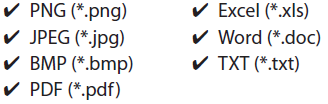 ✔ PNG (*.png)
✔ JPEG (*.jpg)
✔ BMP (*.bmp)
✔ PDF (*.pdf)
✔ Excel (*.xls)
✔ Word (*.doc)
✔ TXT (*.txt)